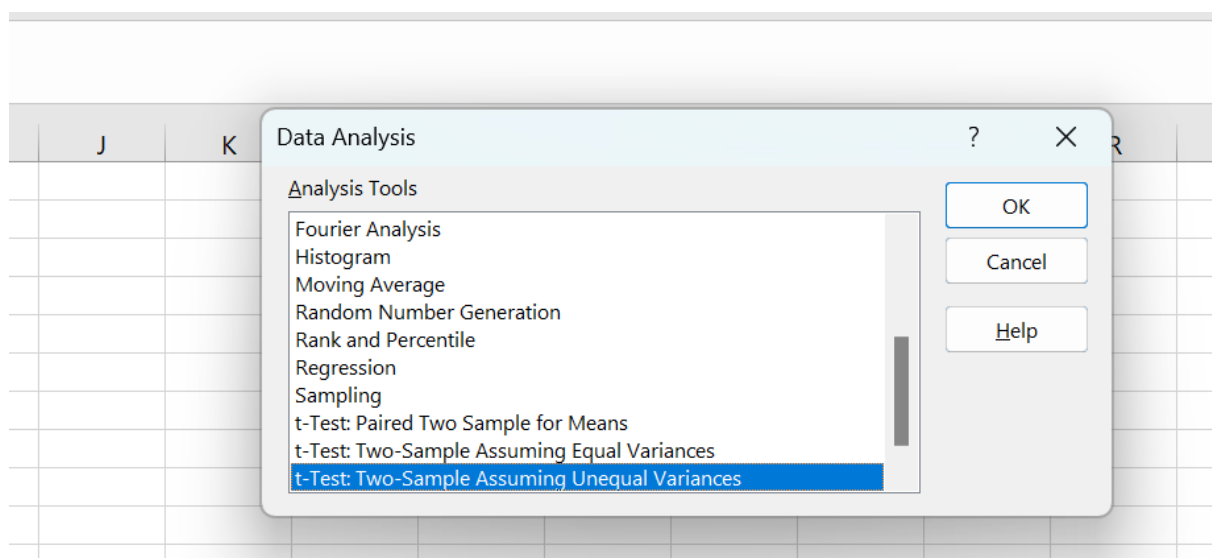 J K R
Data Analysis ? X
Analysis Tools
Fourier Analysis
Histogram
Moving Average
Random Number Generation
Rank and Percentile
Regression
Sampling
t-Test: Paired Two Sample for Means
t-Test: Two-Sample Assuming Equal Variances
t-Test: Two-Sample Assuming Unequal Variances
OK
Cancel
Help